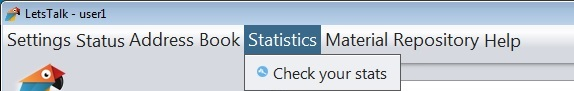 LetsTalk - user1
Settings Status Address Book Statistics Material Repository Help
Check your stats